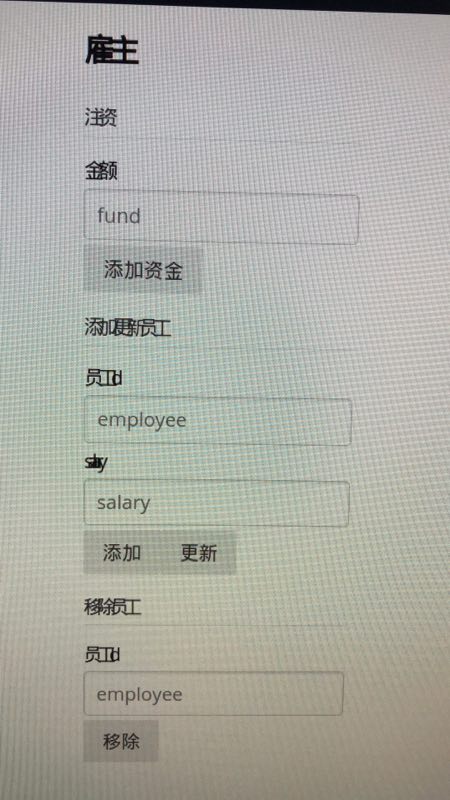 雇主
注资
金额
fund
添加资金
添加/更新员工
员工Id
employee
salary
salary
添加 更新
移除员工
员工Id
employee
移除